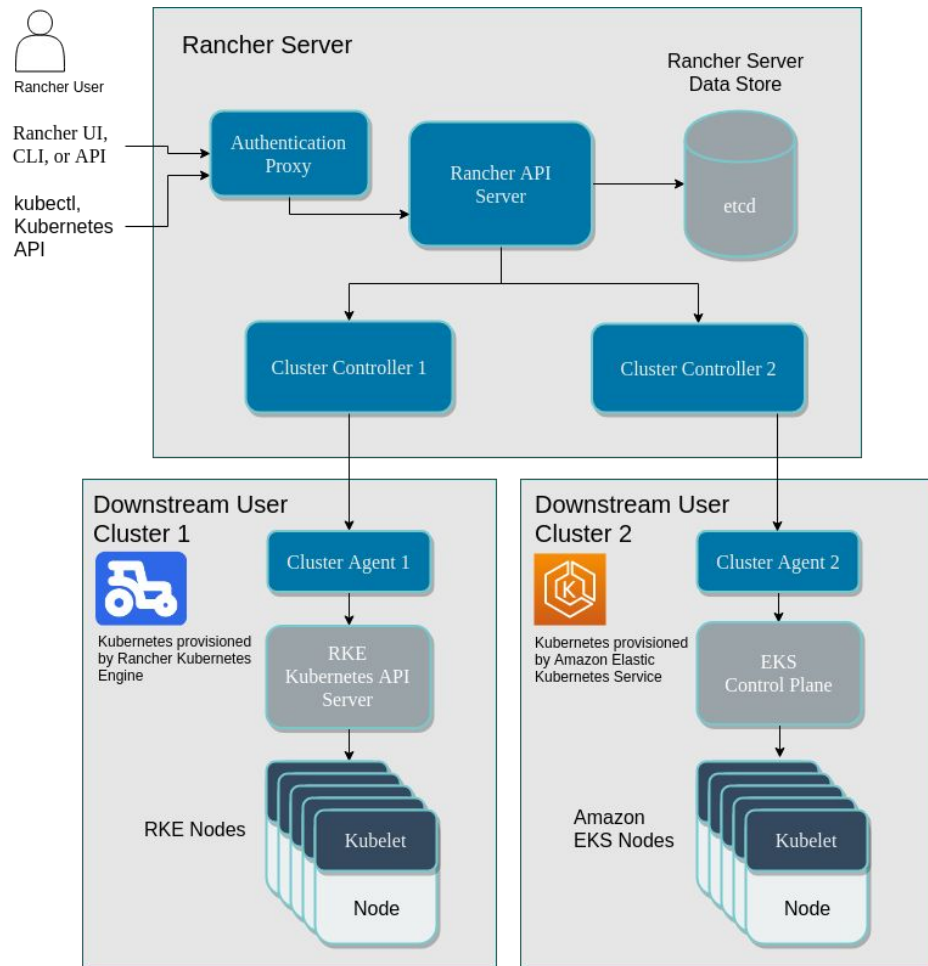 Rancher Server
Rancher User
Rancher Server
Data Store
Rancher UI,
CLI, or API
Authentication
Proxy
Rancher API
Server
etcd
kubectl,
Kubernetes
API
Cluster Controller 1
Cluster Controller 2
Downstream User
Cluster 1
Cluster Agent 1
Kubernetes provisioned
by Rancher Kubernetes
Engine
RKE
Kubernetes API
Server
RKE Nodes
Kubelet
Node
Downstream User
Cluster 2
K
Cluster Agent 2
Kubernetes provisioned
by Amazon Elastic
Kubernetes Service
EKS
Control Plane
Amazon
EKS Nodes
Kubelet
Node